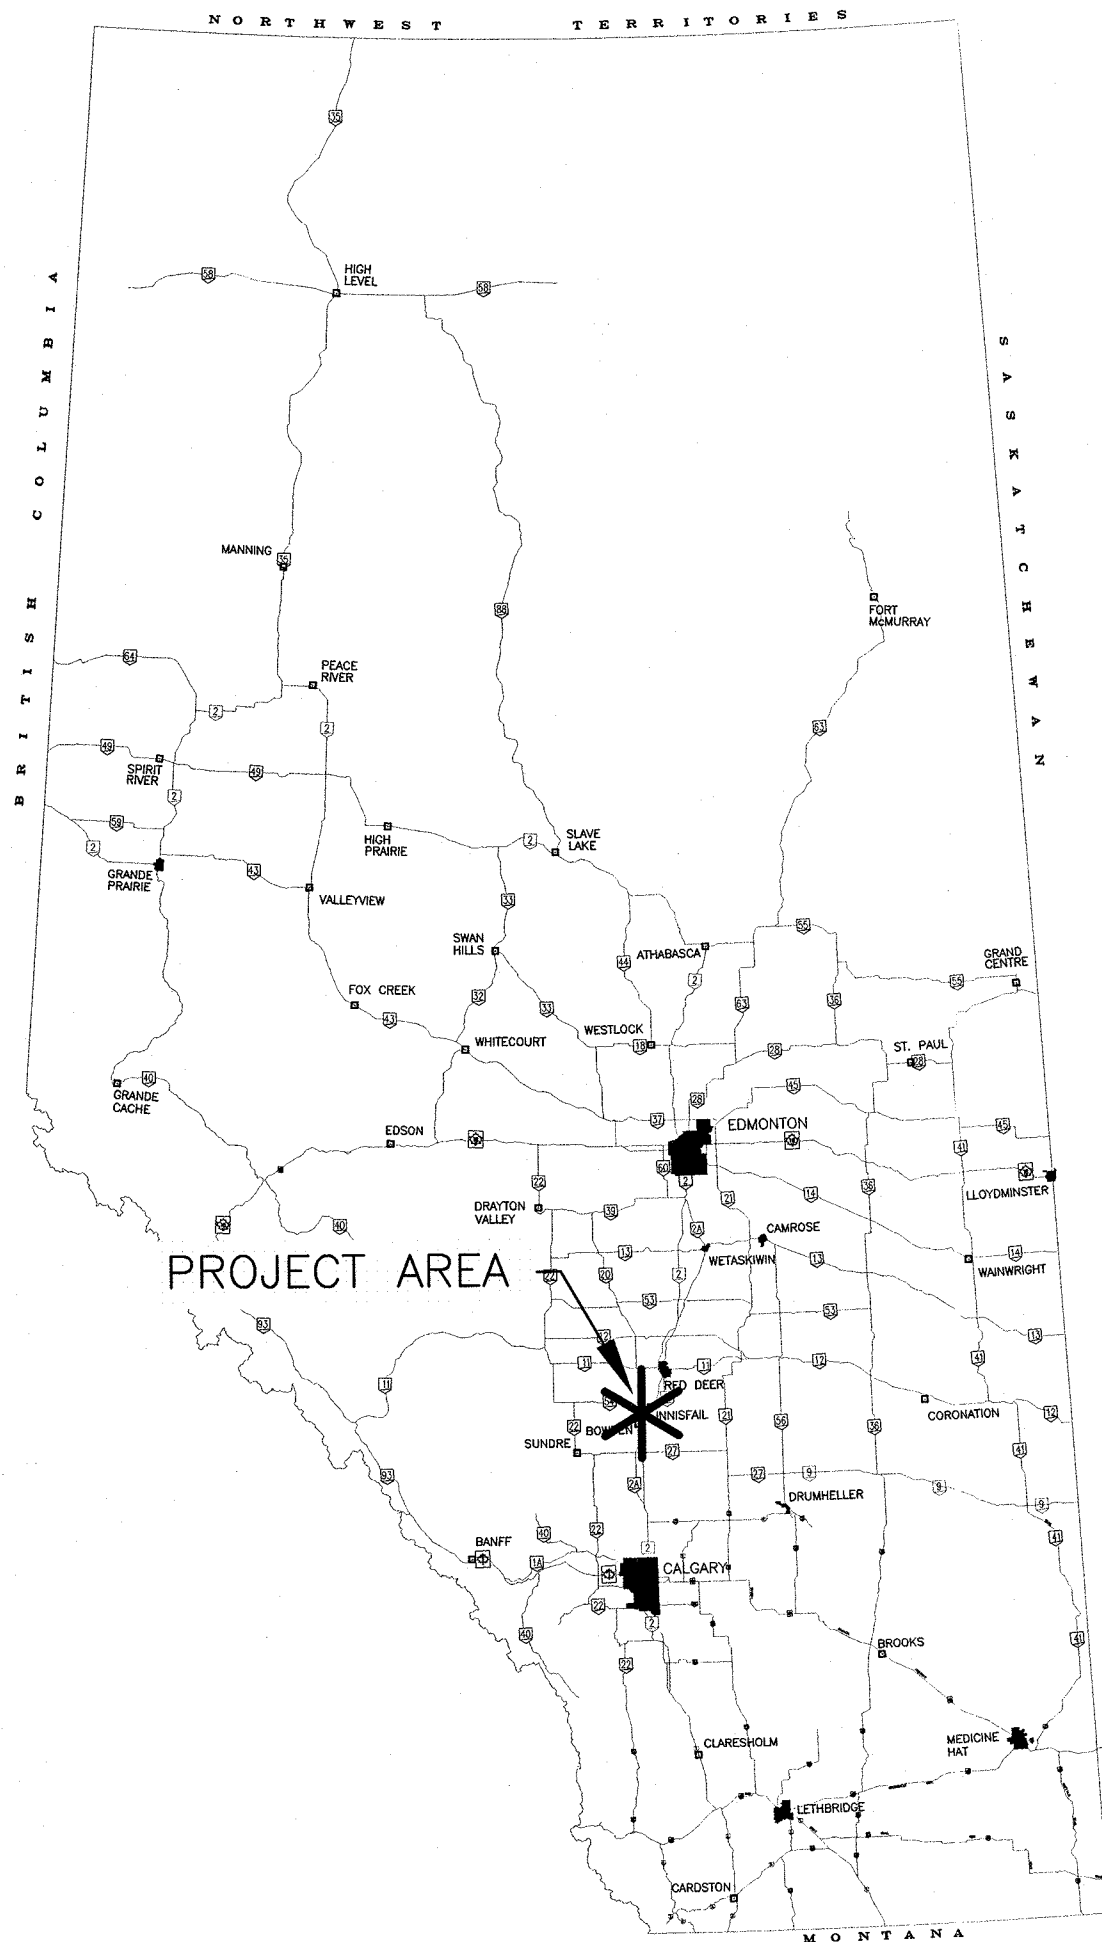 NORTHWEST TERRITORIES
BRITISH COLUMBIA
SASKATCHEWAN
35
HIGH
LEVEL
58
58
MANNING
35
88
FORT
McMURRAY
64
PEACE
RIVER
2
2
63
49
SPIRIT
RIVER
49
2
59
2
HIGH
PRAIRIE
2
SLAVE
LAKE
GRANDE
PRAIRIE
43
VALLEYVIEW
33
SWAN
HILLS
44
ATHABASCA
55
GRAND
CENTRE
55
2
32
33
63
36
FOX CREEK
43
WESTLOCK
18
WHITECOURT
28
ST. PAUL
28
40
GRANDE
CACHE
45
28
37
EDMONTON
45
EDSON
41
60
2
LLOYDMINSTER
22
21
14
36
DRAYTON
VALLEY
39
40
2A
CAMROSE
13
WETASKIWIN
13
14
WAINWRIGHT
PROJECT AREA
22
20
2
53
53
93
12
13
11
11
12
41
11
RED DEER
CORONATION
12
INNISFAIL
BOWDEN
22
21
56
36
SUNDRE
27
41
93
2A
27
9
9
9
DRUMHELLER
22
40
41
BANFF
2
1A
CALGARY
22
2
40
22
BROOKS
41
CLARESHOLM
MEDICINE
HAT
LETHBRIDGE
CARDSTON
MONTANA